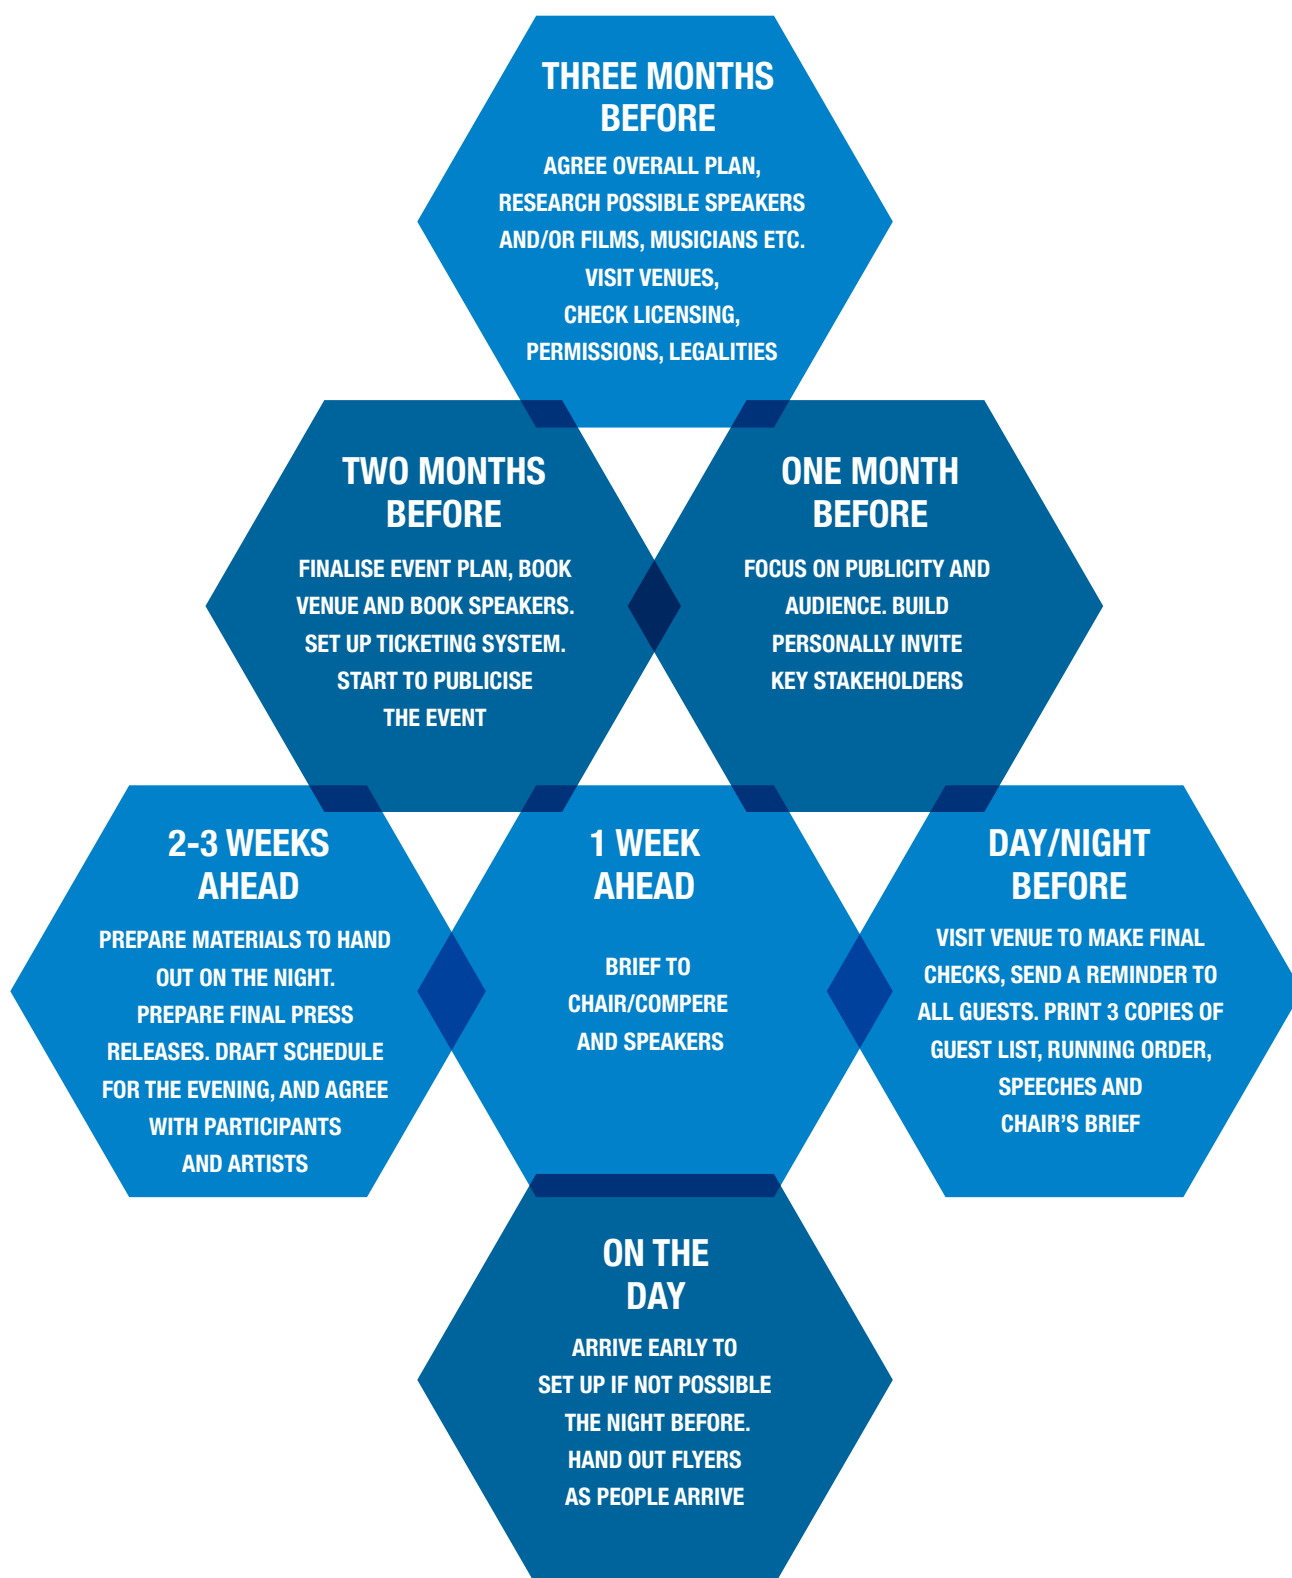 THREE MONTHS
BEFORE
AGREE OVERALL PLAN,
RESEARCH POSSIBLE SPEAKERS
AND/OR FILMS, MUSICIANS ETC.
VISIT VENUES,
CHECK LICENSING,
PERMISSIONS, LEGALITIES
TWO MONTHS
BEFORE
FINALISE EVENT PLAN, BOOK
VENUE AND BOOK SPEAKERS.
SET UP TICKETING SYSTEM.
START TO PUBLICISE
THE EVENT
ONE MONTH
BEFORE
FOCUS ON PUBLICITY AND
AUDIENCE. BUILD
PERSONALLY INVITE
KEY STAKEHOLDERS
2-3 WEEKS
AHEAD
PREPARE MATERIALS TO HAND
OUT ON THE NIGHT.
PREPARE FINAL PRESS
RELEASES. DRAFT SCHEDULE
FOR THE EVENING, AND AGREE
WITH PARTICIPANTS
AND ARTISTS
1 WEEK
AHEAD
BRIEF TO
CHAIR/COMPERE
AND SPEAKERS
DAY/NIGHT
BEFORE
VISIT VENUE TO MAKE FINAL
CHECKS, SEND A REMINDER TO
ALL GUESTS. PRINT 3 COPIES OF
GUEST LIST, RUNNING ORDER,
SPEECHES AND
CHAIR'S BRIEF
ON THE
DAY
ARRIVE EARLY TO
SET UP IF NOT POSSIBLE
THE NIGHT BEFORE.
HAND OUT FLYERS
AS PEOPLE ARRIVE